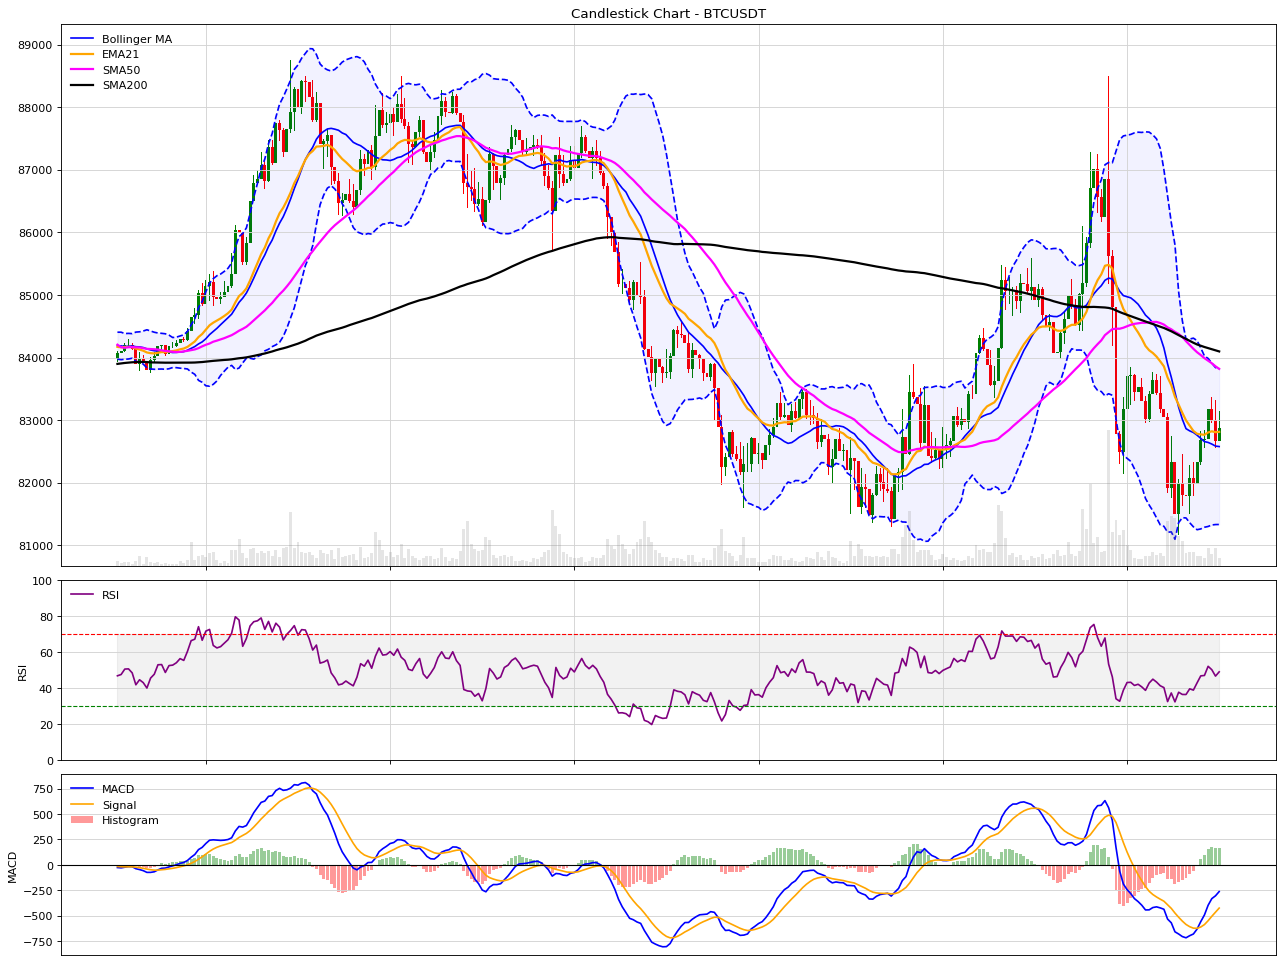 Candlestick Chart - BTCUSDT
Bollinger MA
EMA21
SMA50
SMA200
89000
88000
87000
86000
85000
84000
83000
82000
81000
RSI
100
80
60
40
20
0
RSI
MACD
Signal
Histogram
750
500
250
0
−250
−500
−750
MACD